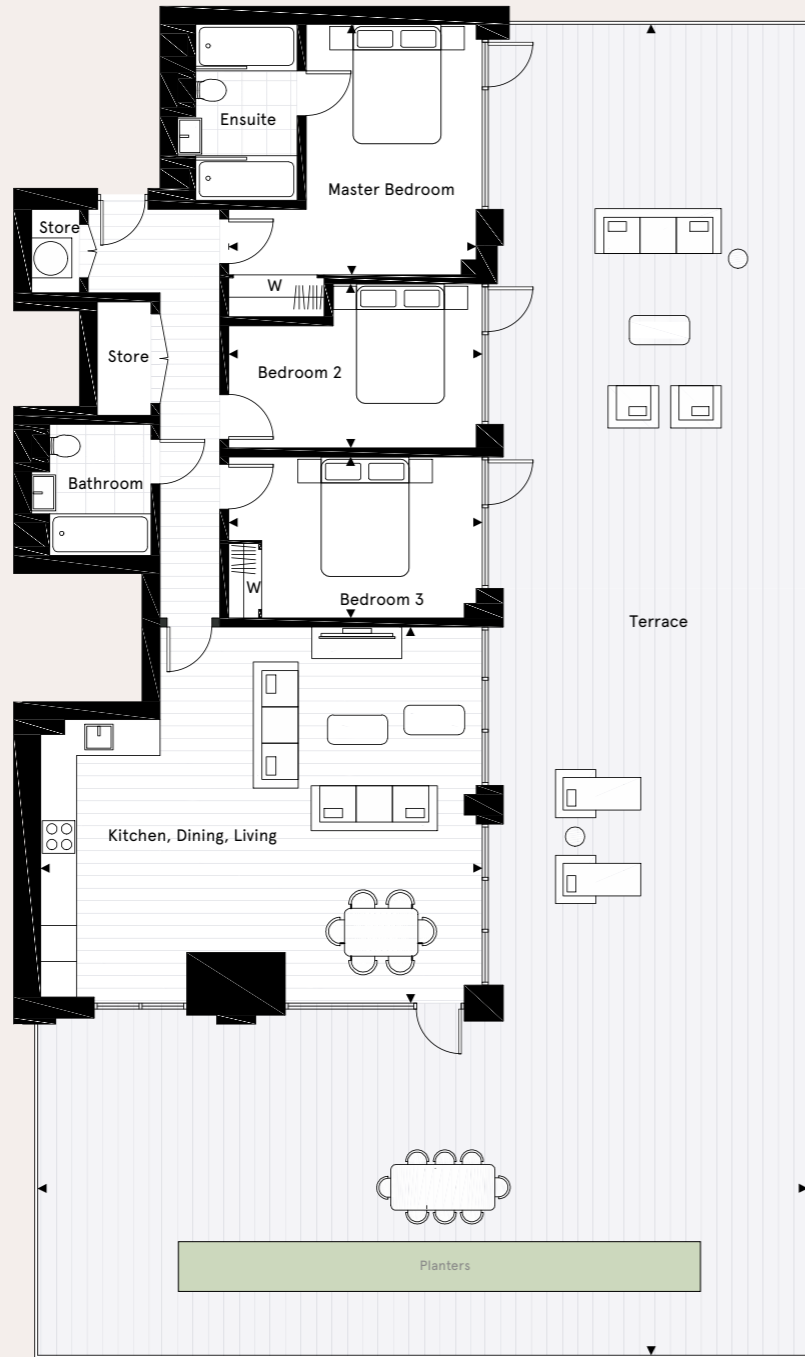 Ensuite
Master Bedroom
Store
W
Store
Bedroom 2
Bathroom
W
Bedroom 3
Terrace
Kitchen, Dining, Living
Planters